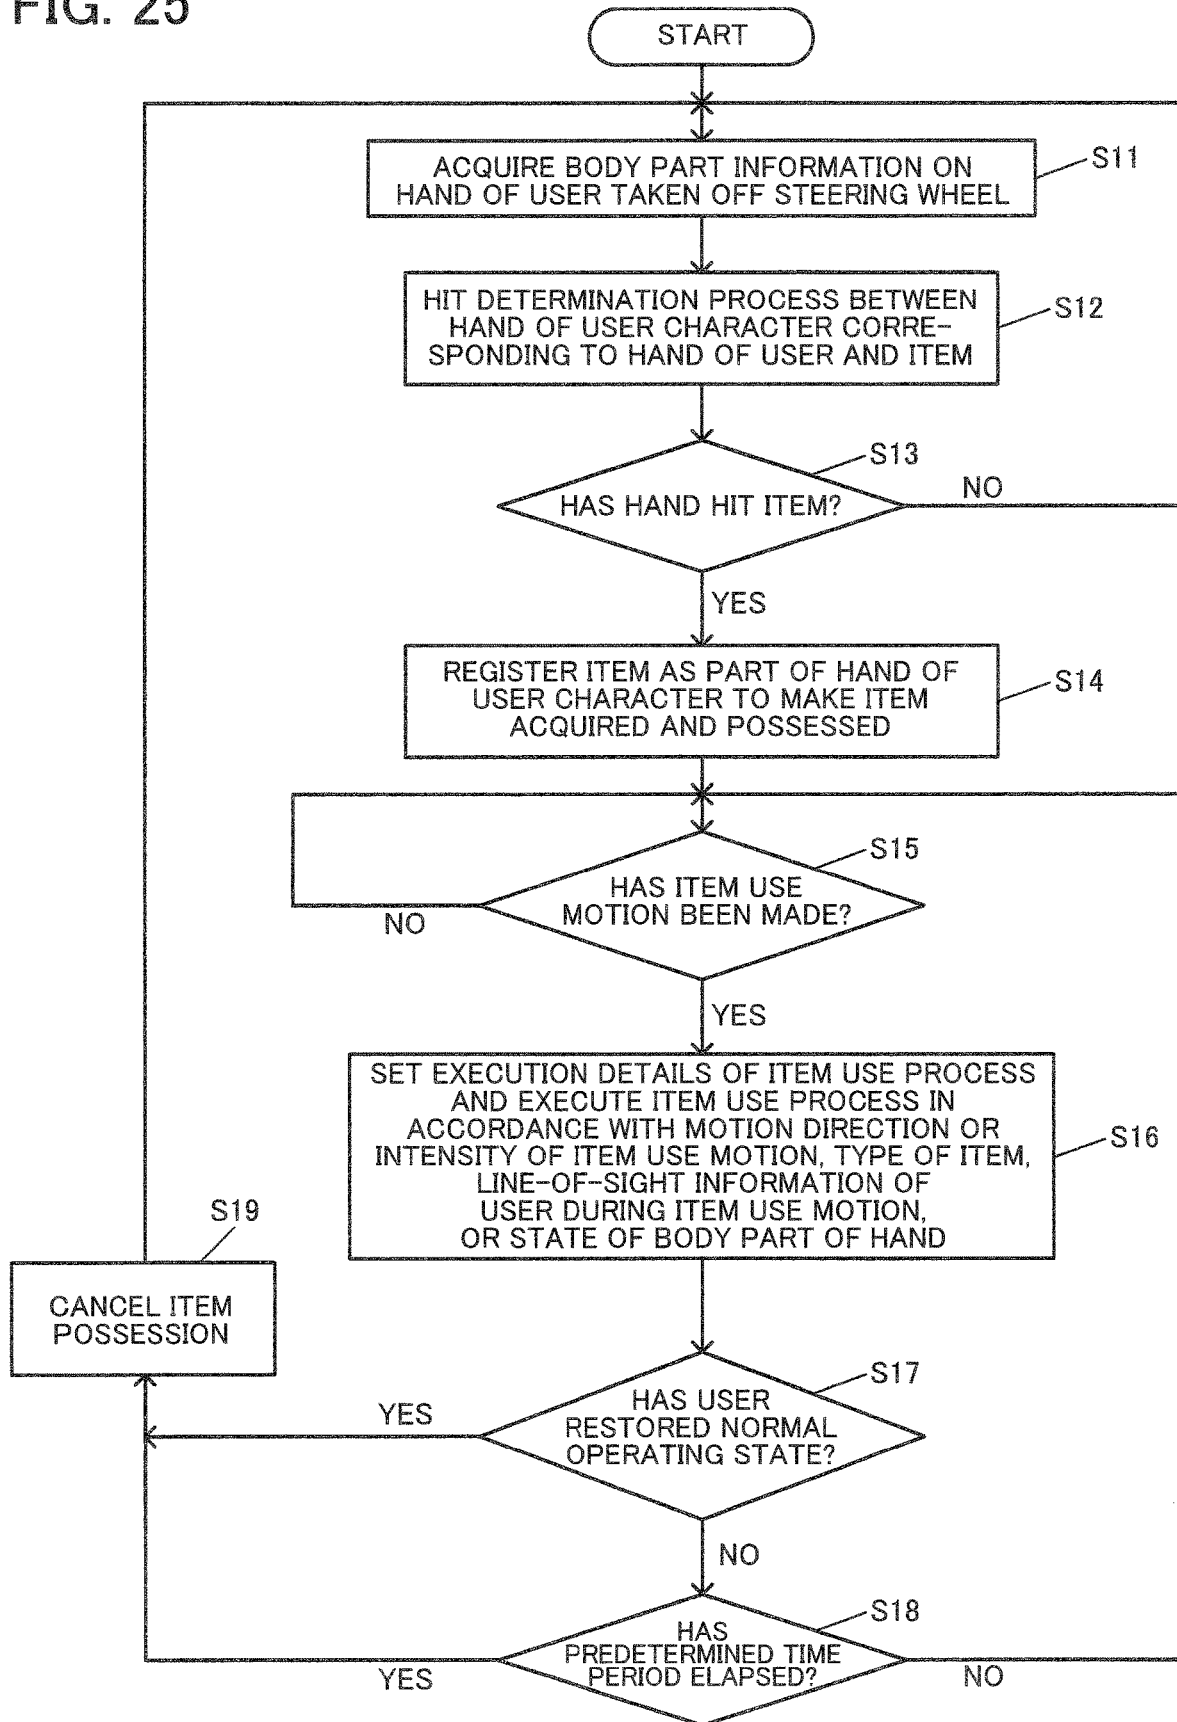 FIG. 25
START
ACQUIRE BODY PART INFORMATION ON
HAND OF USER TAKEN OFF STEERING WHEEL
S11
HIT DETERMINATION PROCESS BETWEEN
HAND OF USER CHARACTER CORRE-
SPONDING TO HAND OF USER AND ITEM
S12
HAS HAND HIT ITEM?
S13
NO
YES
REGISTER ITEM AS PART OF HAND OF
USER CHARACTER TO MAKE ITEM
ACQUIRED AND POSSESSED
S14
HAS ITEM USE
MOTION BEEN MADE?
S15
NO
YES
SET EXECUTION DETAILS OF ITEM USE PROCESS
AND EXECUTE ITEM USE PROCESS IN
ACCORDANCE WITH MOTION DIRECTION OR
INTENSITY OF ITEM USE MOTION, TYPE OF ITEM,
LINE-OF-SIGHT INFORMATION OF
USER DURING ITEM USE MOTION,
OR STATE OF BODY PART OF HAND
S16
S19
CANCEL ITEM
POSSESSION
HAS USER
RESTORED NORMAL
OPERATING STATE?
S17
YES
NO
HAS
PREDETERMINED TIME
PERIOD ELAPSED?
S18
YES
NO